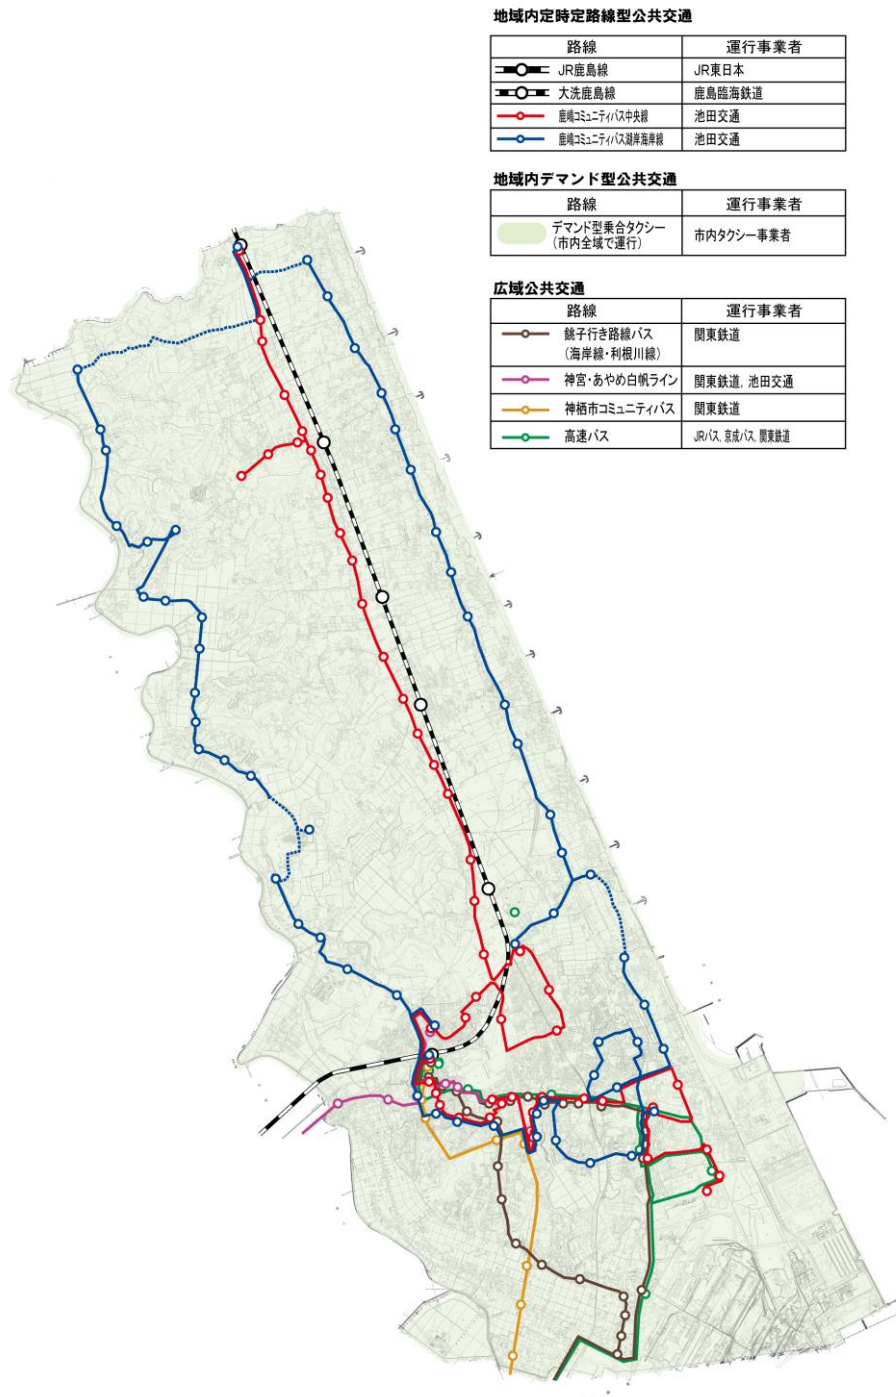 地域内定時定路線型公共交通
路線 運行事業者
JR鹿島線 JR東日本
大洗鹿島線 鹿島臨海鉄道
鹿嶋コミュニティバス中央線 池田交通
鹿嶋コミュニティバス湖岸海岸線 池田交通
地域内デマンド型公共交通
路線 運行事業者
デマンド型乗合タクシー
(市内全域で運行)
市内タクシー事業者
広域公共交通
路線 運行事業者
銚子行き路線バス 関東鉄道
(海岸線・利根川線)
神宮・あやめ白帆ライン 関東鉄道, 池田交通
神栖市コミュニティバス 関東鉄道
高速バス JRバス, 京成バス, 関東鉄道